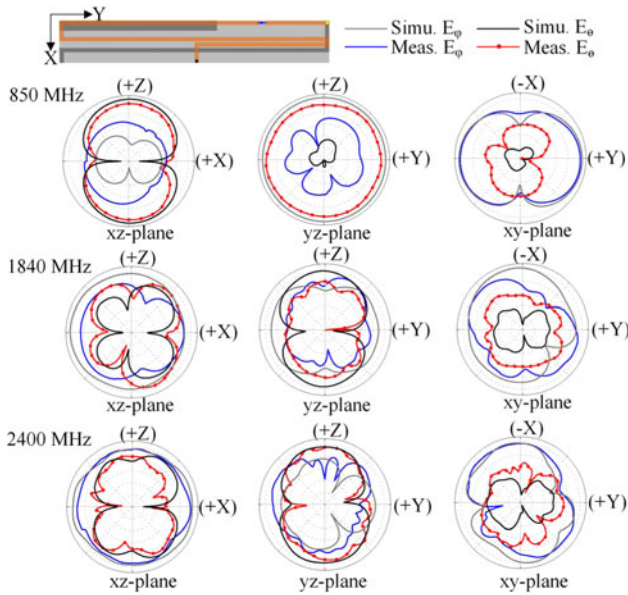 Y
X
Simu. Eφ Simu. Eθ
Meas. Eφ Meas. Eθ
850 MHz
(+Z) (+Z) (-X)
(+X) (+Y) (+Y)
xz-plane yz-plane xy-plane
1840 MHz
(+Z) (+Z) (-X)
(+X) (+Y) (+Y)
xz-plane yz-plane xy-plane
2400 MHz
(+Z) (+Z) (-X)
(+X) (+Y) (+Y)
xz-plane yz-plane xy-plane